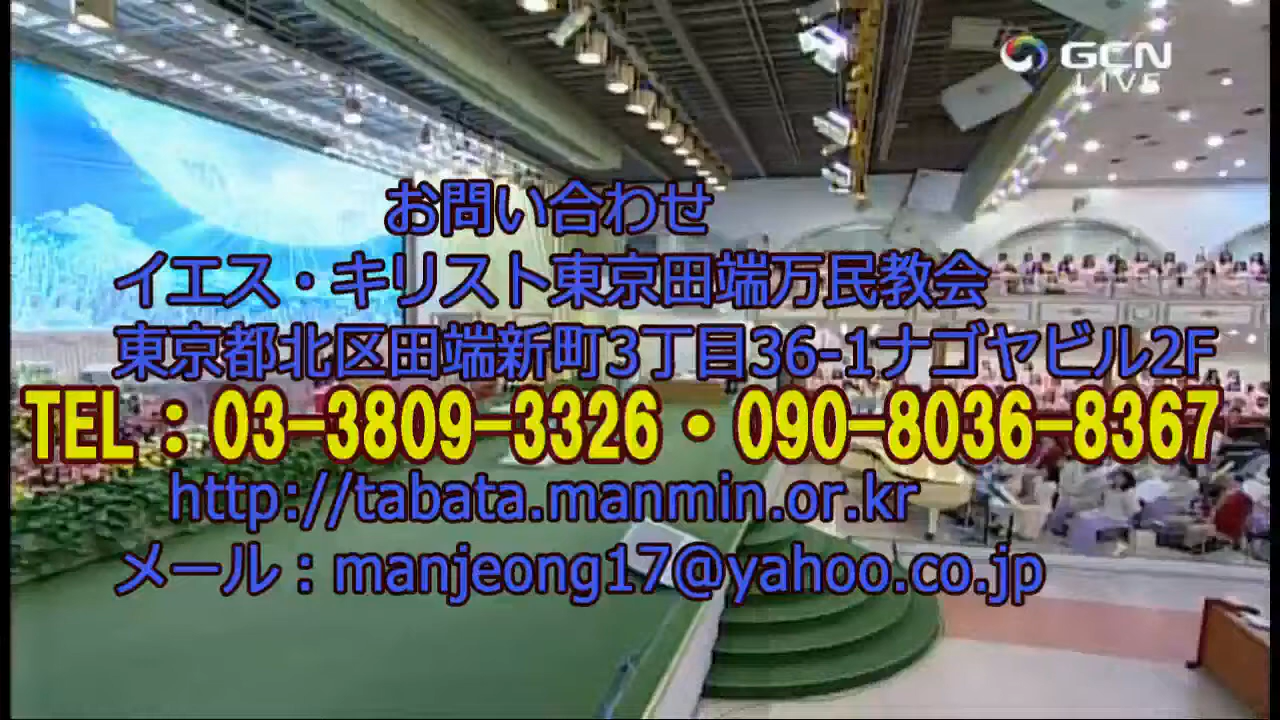 GCN
LIVE
お問い合わせ
イエス・キリスト東京田端万民教会
東京都北区田端新町3丁目36-1ナゴヤビル2F
TEL：03-3809-3326・090-8036-8367
http://tabata.manmin.or.kr
メール：manjeong17@yahoo.co.jp